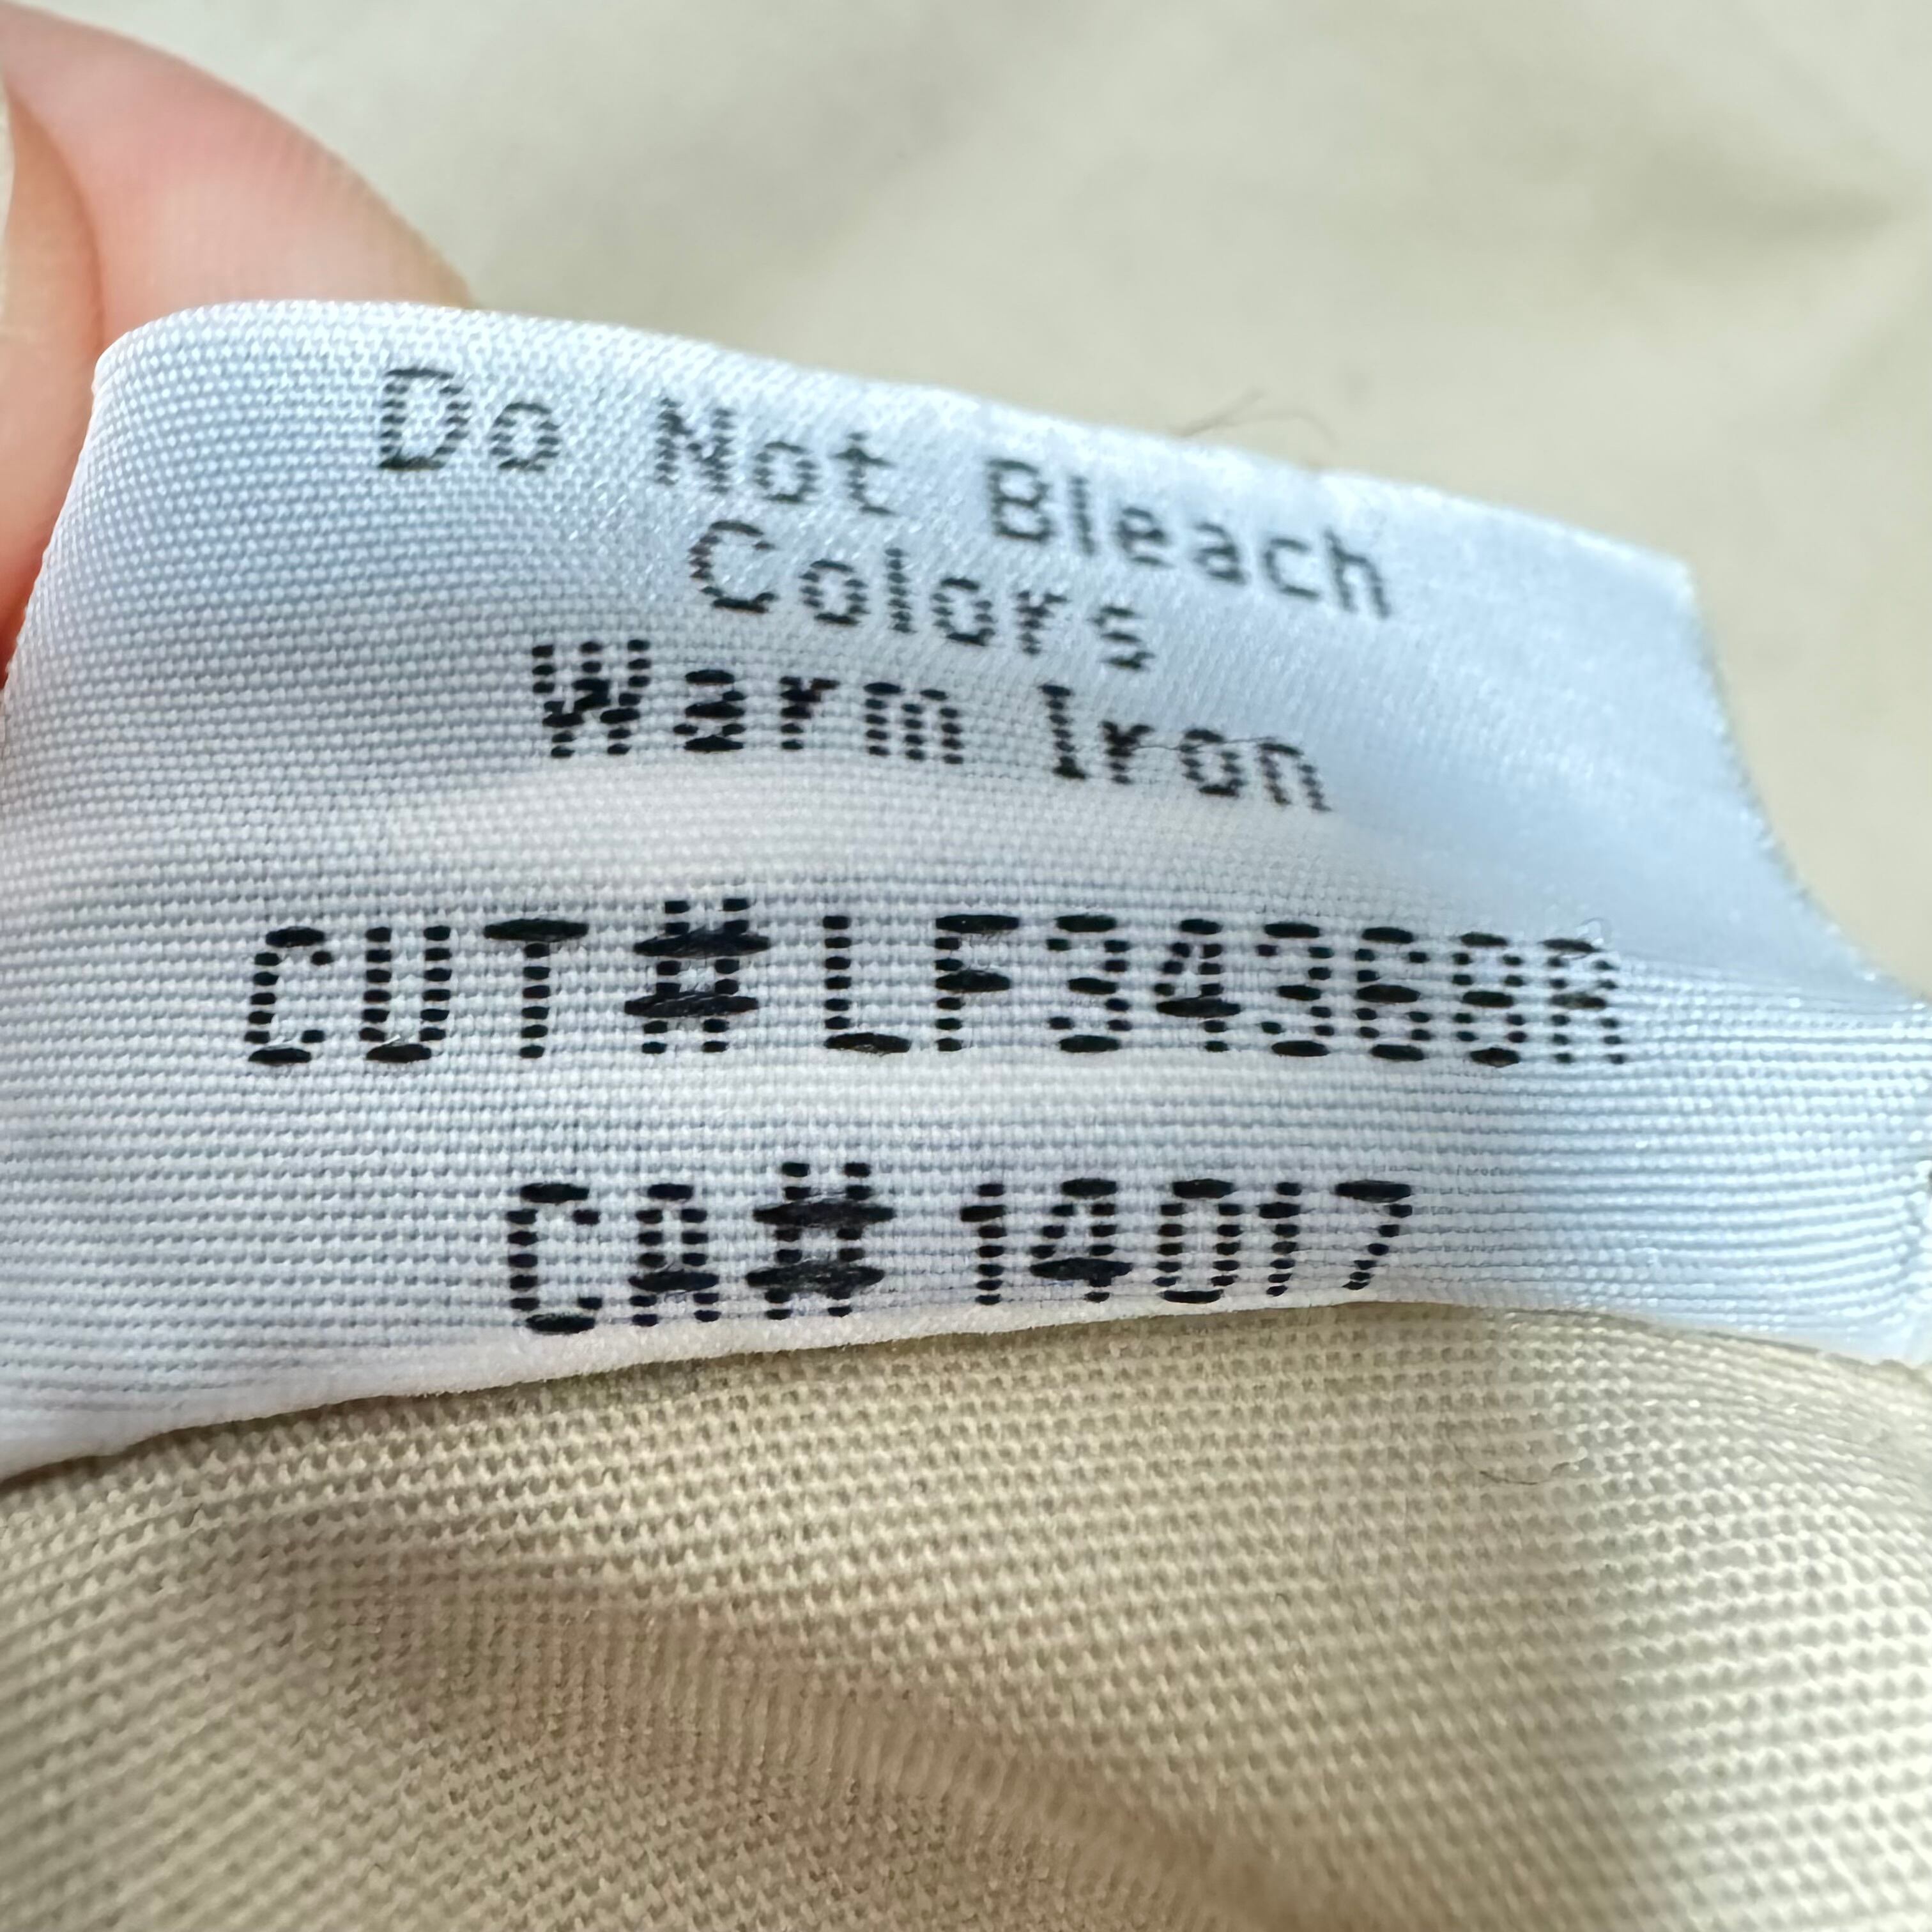 Do Not Bleach
Colors
Warm Iron
CUT#LF34368R
CA#14017